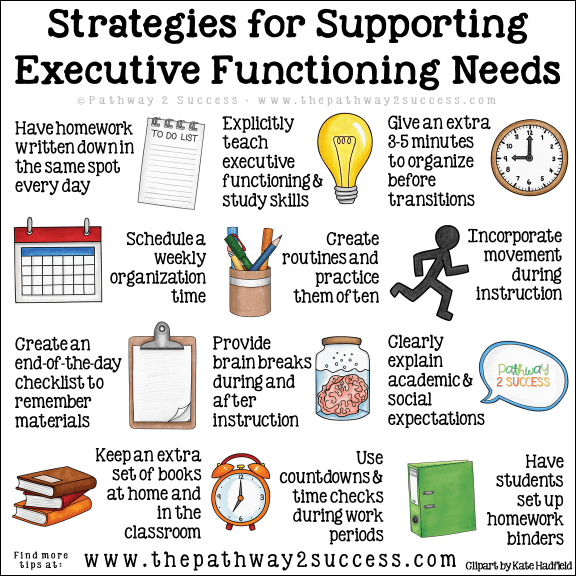 Strategies for Supporting
Executive Functioning Needs
©Pathway 2 Success - www.thepathway2success.com
Have homework
written down in
the same spot
every day
TO DO LIST
Explicitly
teach
executive
functioning &
study skills
Give an extra
3-5 minutes
to organize
before
transitions
Schedule a
weekly
organization
time
Create
routines and
practice
them often
Incorporate
movement
during
instruction
Create an
end-of-the-day
checklist to
remember
materials
Provide
brain breaks
during and
after
instruction
Clearly
explain
academic &
social
expectations
Pathway
2 SUCCESS
Keep an extra
set of books
at home and
in the
classroom
Use
countdowns &
time checks
during work
periods
Have
students
set up
homework
binders
Find more
tips at:
www.thepathway2success.com
Clipart by Kate Hadfield